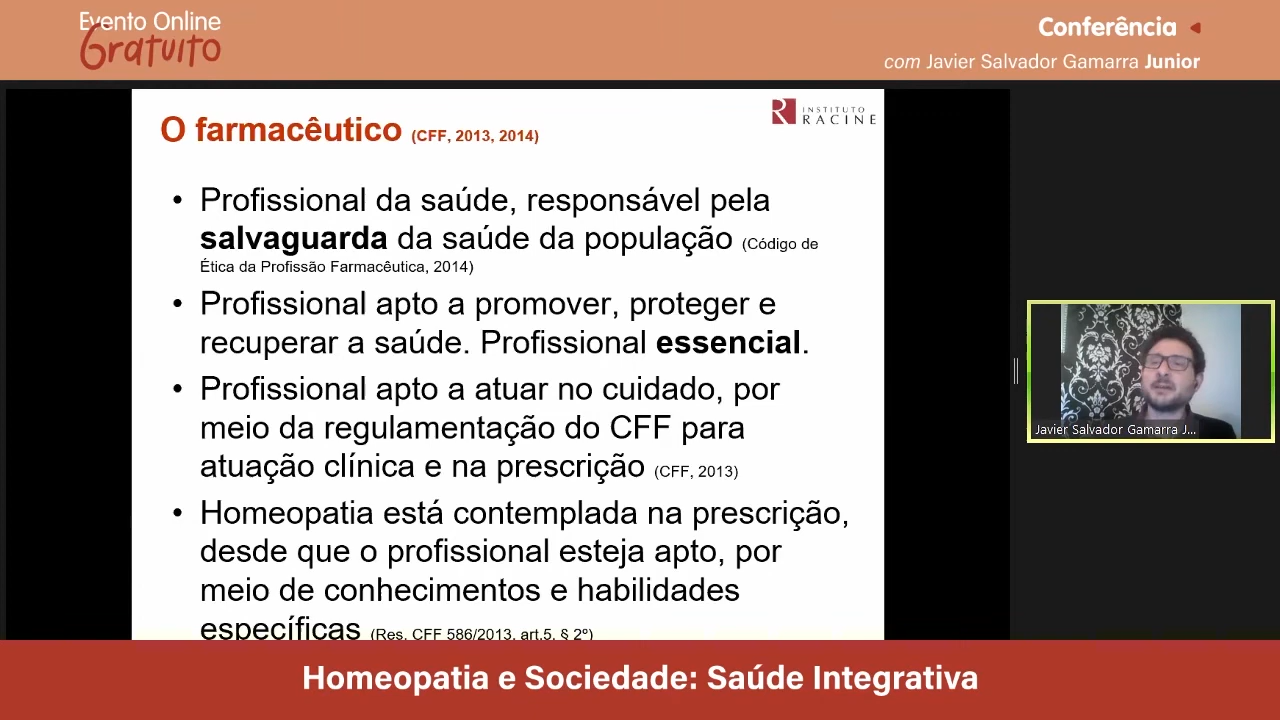 Evento Online
Gratuito
Conferência
com Javier Salvador Gamarra Junior
INSTITUTO
RACINE
O farmacêutico (CFF, 2013, 2014)
• Profissional da saúde, responsável pela
salvaguarda da saúde da população (Código de
Ética da Profissão Farmacêutica, 2014)
• Profissional apto a promover, proteger e
recuperar a saúde. Profissional essencial.
• Profissional apto a atuar no cuidado, por
meio da regulamentação do CFF para
atuação clínica e na prescrição (CFF, 2013)
• Homeopatia está contemplada na prescrição,
desde que o profissional esteja apto, por
meio de conhecimentos e habilidades
específicas (Res. CFF 586/2013, art.5, § 2º)
Javier Salvador Gamarra J...
Homeopatia e Sociedade: Saúde Integrativa